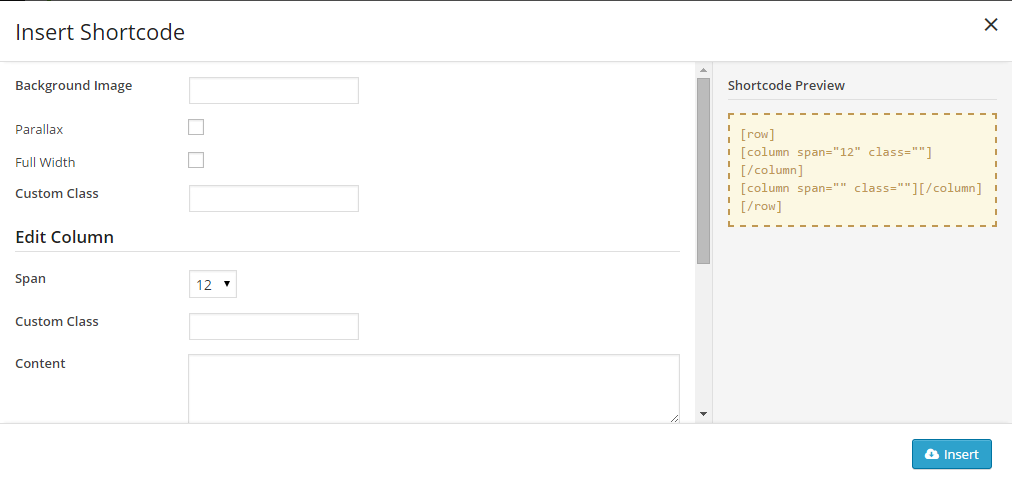 Insert Shortcode
Background Image
Parallax
Full Width
Custom Class
Edit Column
Span
12
Custom Class
Content
Shortcode Preview
[row]
[column span="12" class=""]
[/column]
[column span="" class=""][/column]
[/row]
Insert